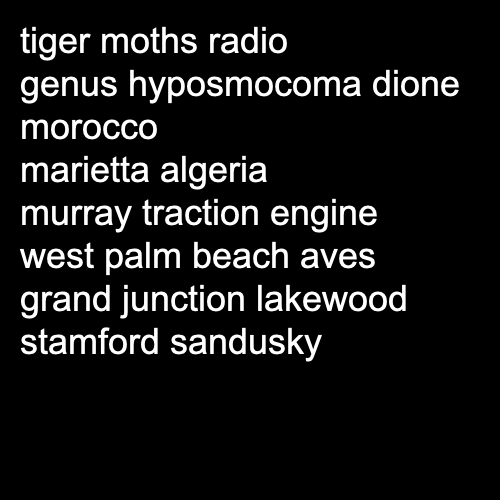 tiger moths radio
genus hyposmocoma dione
morocco
marietta algeria
murray traction engine
west palm beach aves
grand junction lakewood
stamford sandusky